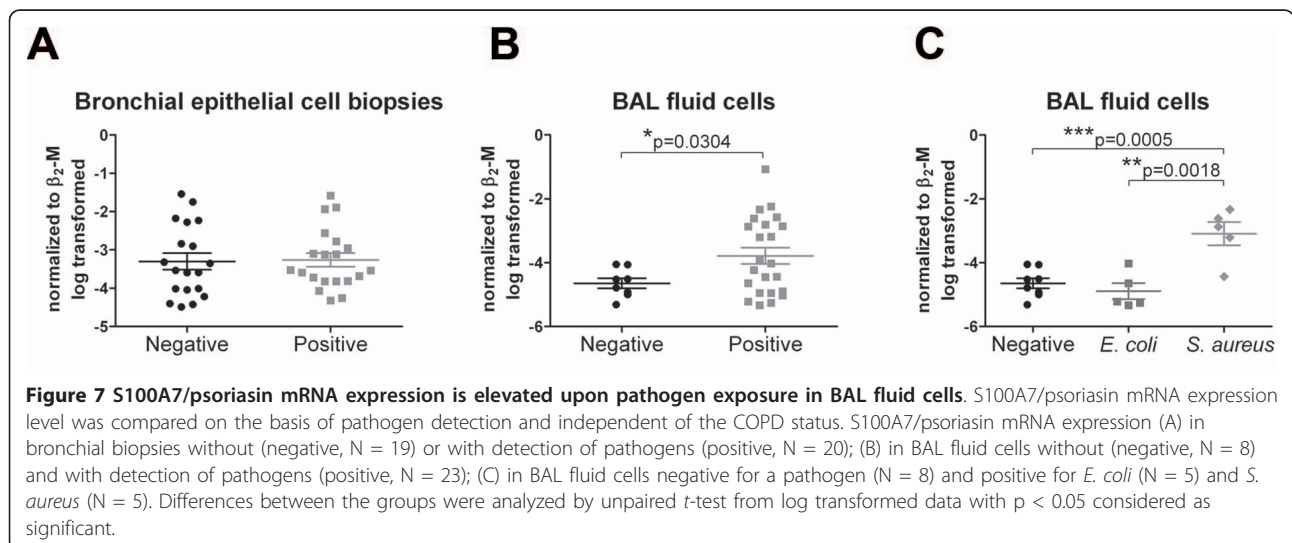 A
B
C
Bronchial epithelial cell biopsies
BAL fluid cells
BAL fluid cells
normalized to β2-M
log transformed
-0
-1
-2
-3
-4
-5
Negative
Positive
normalized to β2-M
log transformed
0
-2
-4
-6
*p=0.0304
Negative
Positive
normalized to β2-M
log transformed
0
-2
-4
-6
***p=0.0005
**p=0.0018
Negative
E. coli
S. aureus
Figure 7 S100A7/psoriasin mRNA expression is elevated upon pathogen exposure in BAL fluid cells. S100A7/psoriasin mRNA expression
level was compared on the basis of pathogen detection and independent of the COPD status. S100A7/psoriasin mRNA expression (A) in
bronchial biopsies without (negative, N = 19) or with detection of pathogens (positive, N = 20); (B) in BAL fluid cells without (negative, N = 8)
and with detection of pathogens (positive, N = 23); (C) in BAL fluid cells negative for a pathogen (N = 8) and positive for E. coli (N = 5) and S.
aureus (N = 5). Differences between the groups were analyzed by unpaired t-test from log transformed data with p < 0.05 considered as
significant.